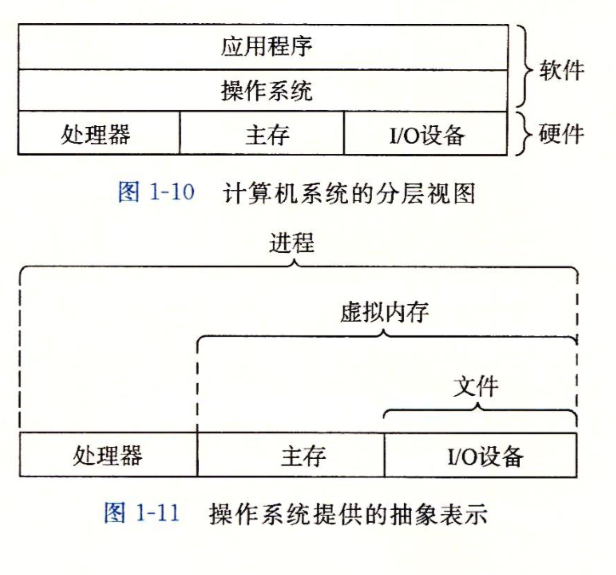 应用程序
操作系统
软件
处理器 主存 I/O设备
硬件
图 1-10 计算机系统的分层视图
进程
虚拟内存
文件
处理器 主存 I/O设备
图 1-11 操作系统提供的抽象表示